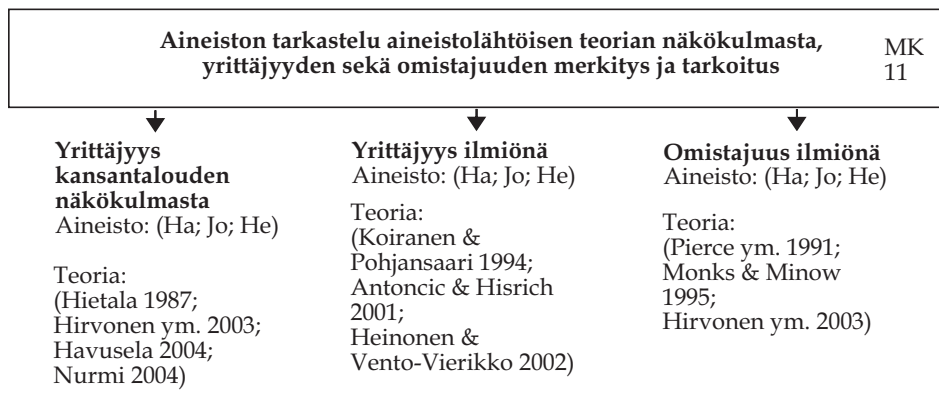 Aineiston tarkastelu aineistolähtöisen teorian näkökulmasta,
yrittäjyyden sekä omistajuuden merkitys ja tarkoitus
MK
11
Yrittäjyys
kansantalouden
näkökulmasta
Aineisto: (Ha; Jo; He)
Teoria:
(Hietala 1987;
Hirvonen ym. 2003;
Havusela 2004;
Nurmi 2004)
Yrittäjyys ilmiönä
Aineisto: (Ha; Jo; He)
Teoria:
(Koiranen &
Pohjansaari 1994;
Antoncic & Hisrich
2001;
Heinonen &
Vento-Vierikko 2002)
Omistajuus ilmiönä
Aineisto: (Ha; Jo; He)
Teoria:
(Pierce ym. 1991;
Monks & Minow
1995;
Hirvonen ym. 2003)